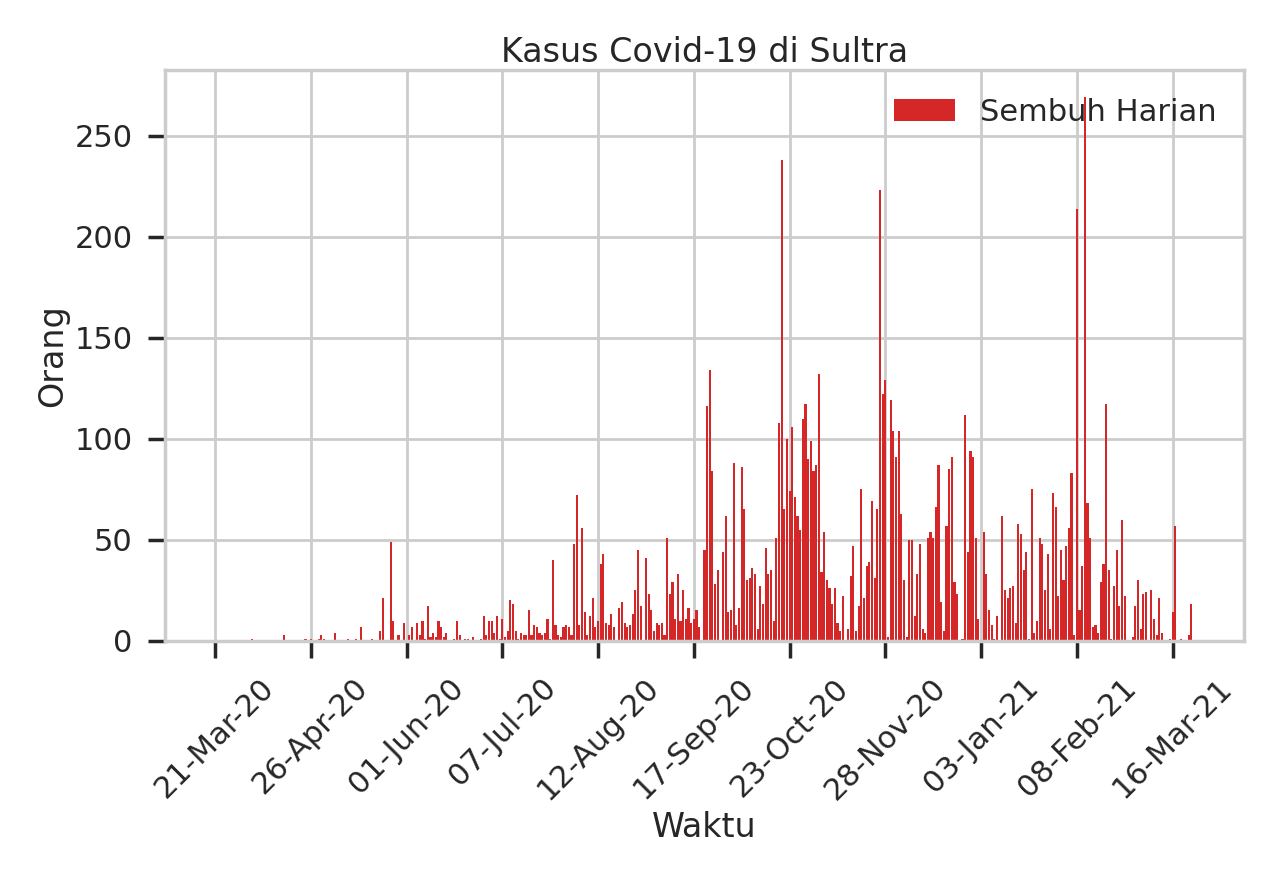 Kasus Covid-19 di Sultra
Sembuh Harian
Orang
250
200
150
100
50
0
21-Mar-20
26-Apr-20
01-Jun-20
07-Jul-20
12-Aug-20
17-Sep-20
23-Oct-20
28-Nov-20
03-Jan-21
08-Feb-21
16-Mar-21
Waktu